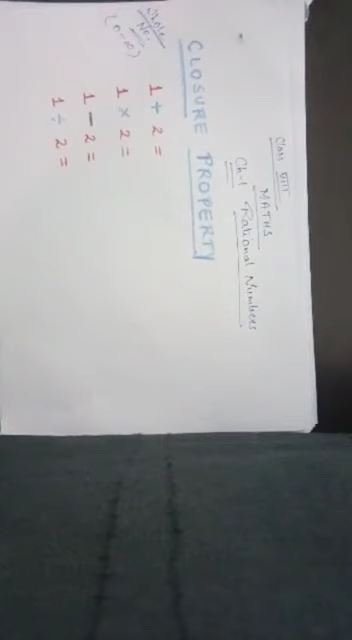 Class VIII
MATHS
Ch-1 Rational Numbers
CLOSURE PROPERTY
Whole No. (0-∞)
1 + 2 =
1 × 2 =
1 - 2 =
1 ÷ 2 =